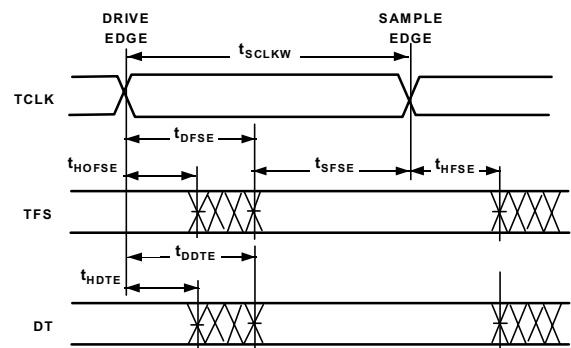 DRIVE
EDGE
SAMPLE
EDGE
tSCLKW
TCLK
tDFSE
tHOFSE
tSFSE
tHFSE
TFS
tDDTE
tHDTE
DT